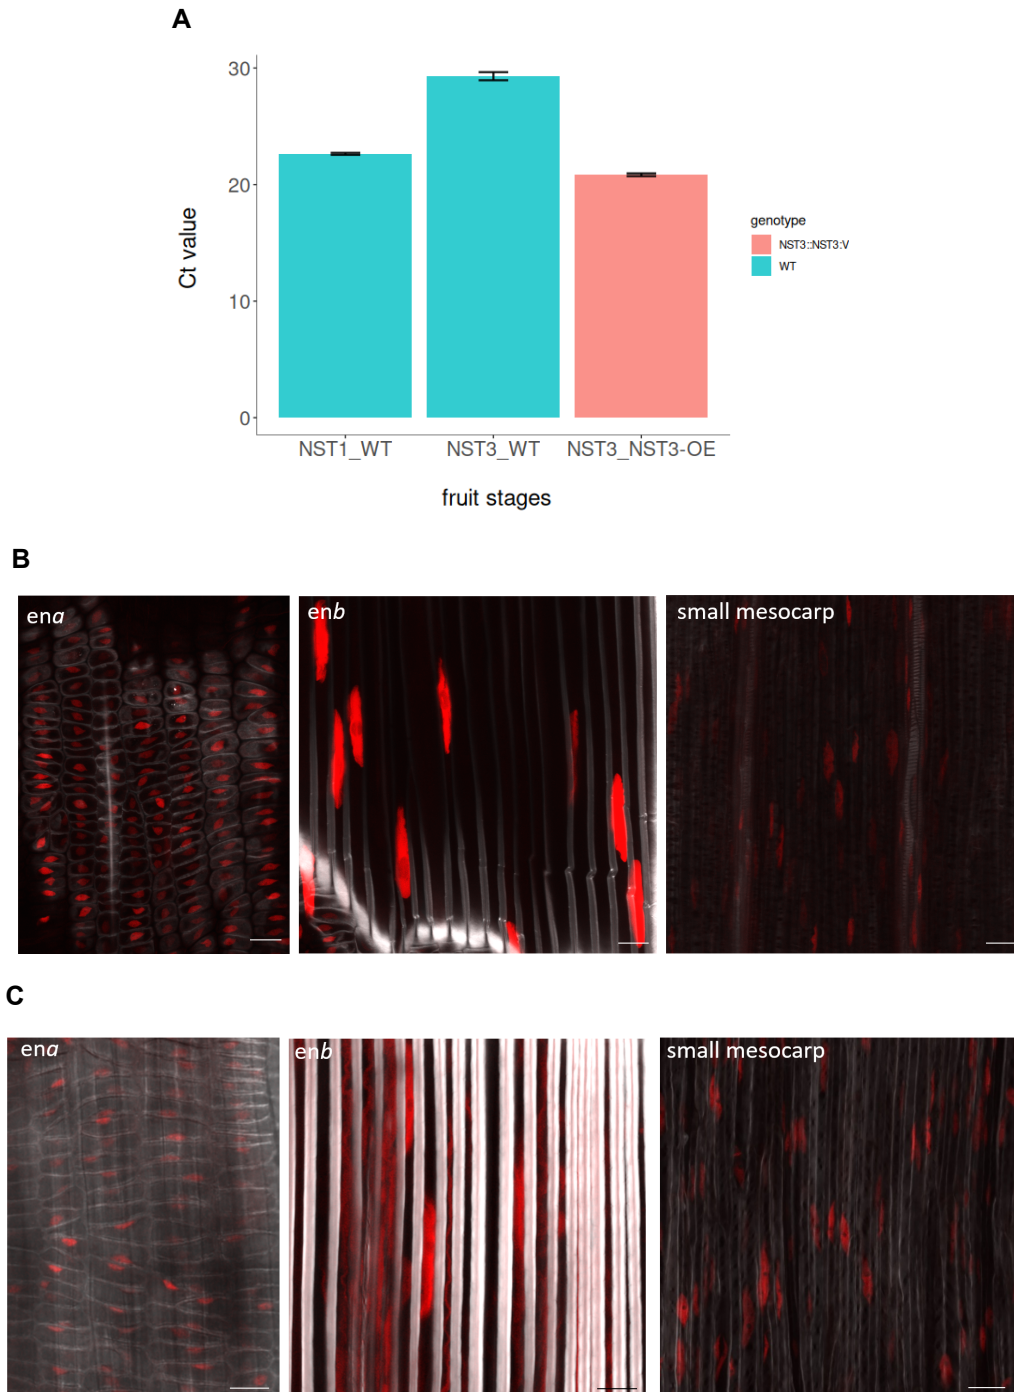 A
30
20
10
0
Ct value
NST1_WT NST3_WT NST3_NST3-OE
fruit stages
genotype
NST3::NST3:V
WT
B
ena enb small mesocarp
C
ena enb small mesocarp